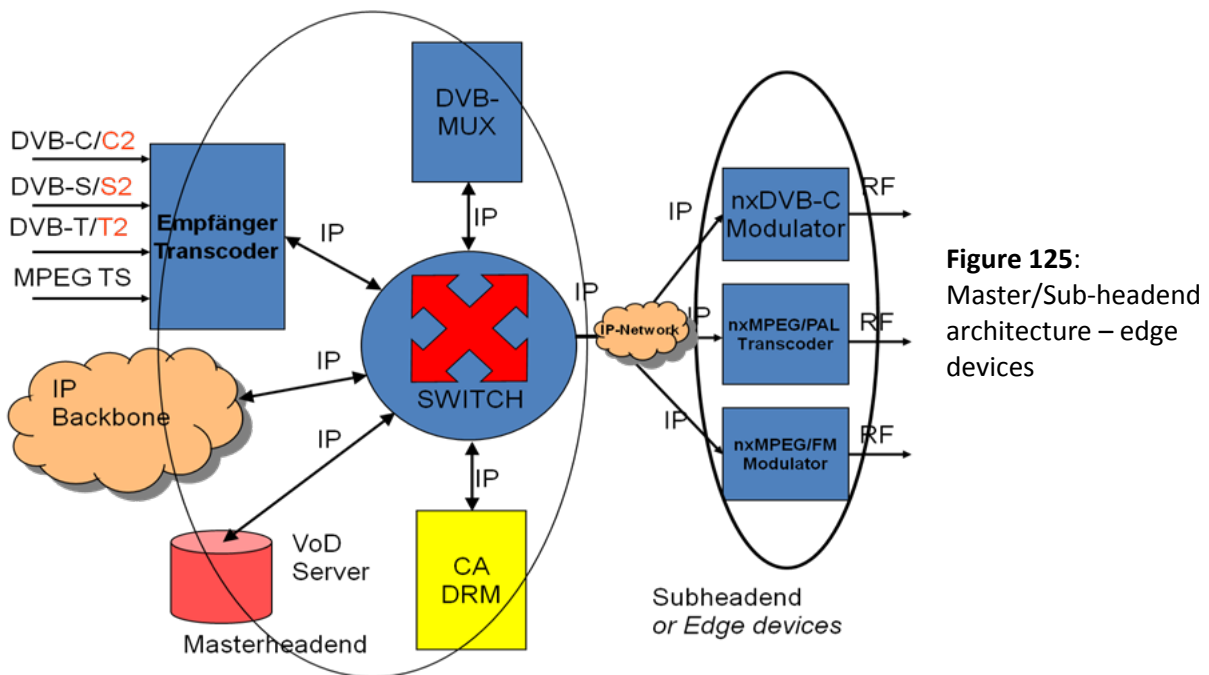 DVB-C/C2
DVB-S/S2
DVB-T/T2
MPEG TS
Empfänger
Transcoder
IP
DVB-
MUX
IP
SWITCH
IP
Backbone
IP
IP
VoD
Server
Masterheadend
IP
CA
DRM
IP
IP-Network
IP
IP
IP
nxDVB-C
Modulator
RF
nxMPEG/PAL
Transcoder
RF
nxMPEG/FM
Modulator
RF
Subheadend
or Edge devices
Figure 125:
Master/Sub-headend
architecture – edge
devices